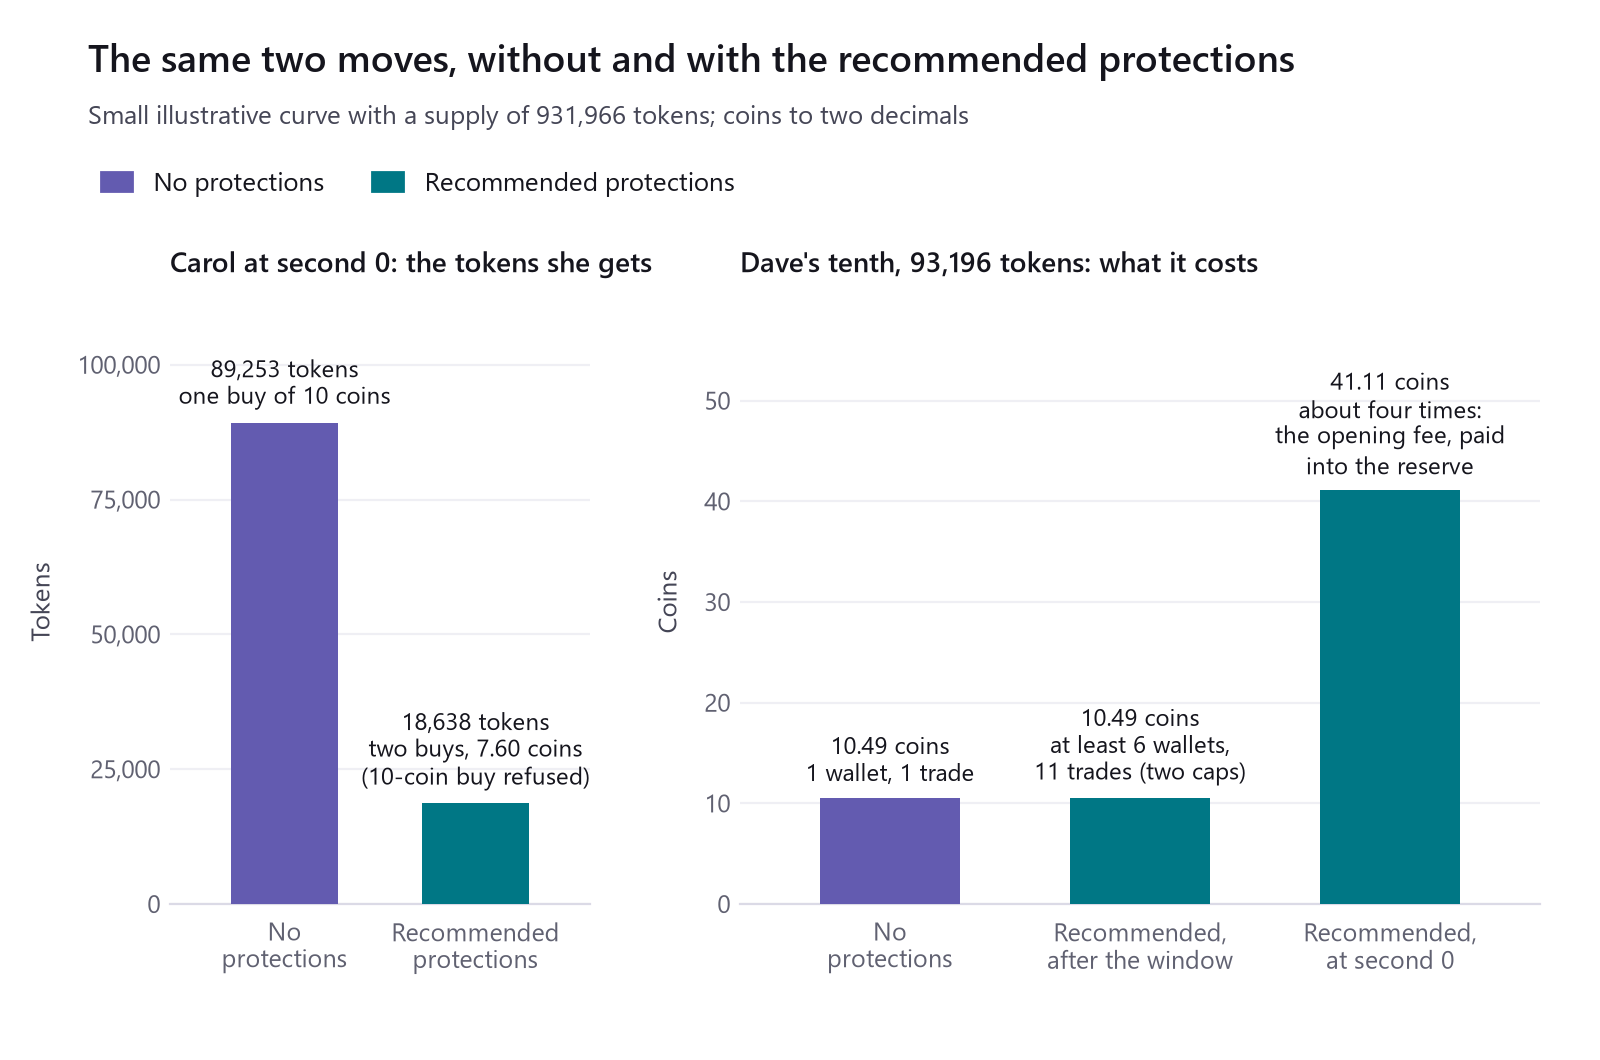 The same two moves, without and with the recommended protections
Small illustrative curve with a supply of 931,966 tokens; coins to two decimals
No protections
Recommended protections
Carol at second 0: the tokens she gets
100,000
75,000
50,000
25,000
0
Tokens
89,253 tokens
one buy of 10 coins
18,638 tokens
two buys, 7.60 coins
(10-coin buy refused)
No
protections
Recommended
protections
Dave's tenth, 93,196 tokens: what it costs
50
40
30
20
10
0
Coins
10.49 coins
1 wallet, 1 trade
10.49 coins
at least 6 wallets,
11 trades (two caps)
41.11 coins
about four times:
the opening fee, paid
into the reserve
No
protections
Recommended,
after the window
Recommended,
at second 0